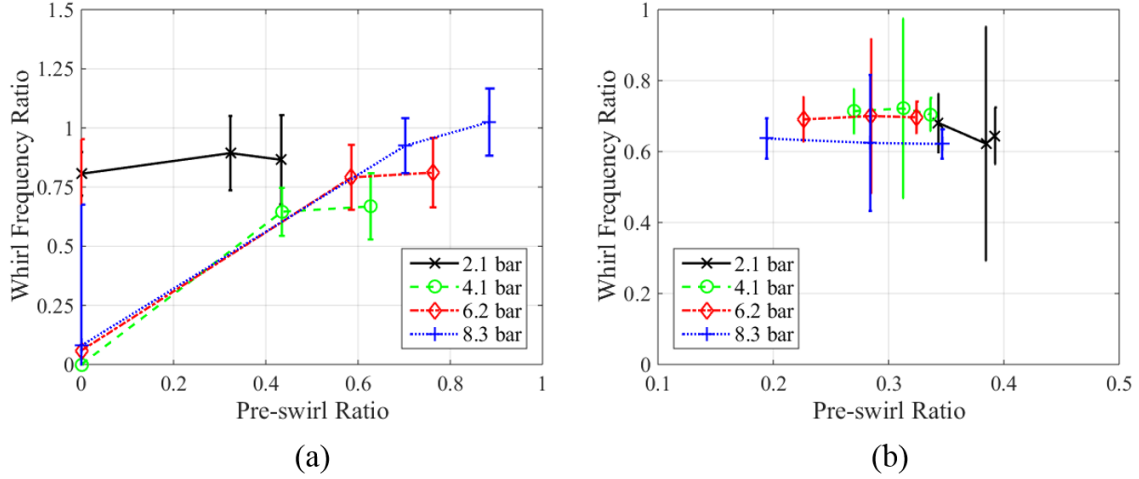 1.5
1.25
1
0.75
0.5
0.25
0
Whirl Frequency Ratio
0 0.2 0.4 0.6 0.8 1
Pre-swirl Ratio
2.1 bar
4.1 bar
6.2 bar
8.3 bar
(a)
1
0.8
0.6
0.4
0.2
0
Whirl Frequency Ratio
0.1 0.2 0.3 0.4 0.5
Pre-swirl Ratio
2.1 bar
4.1 bar
6.2 bar
8.3 bar
(b)